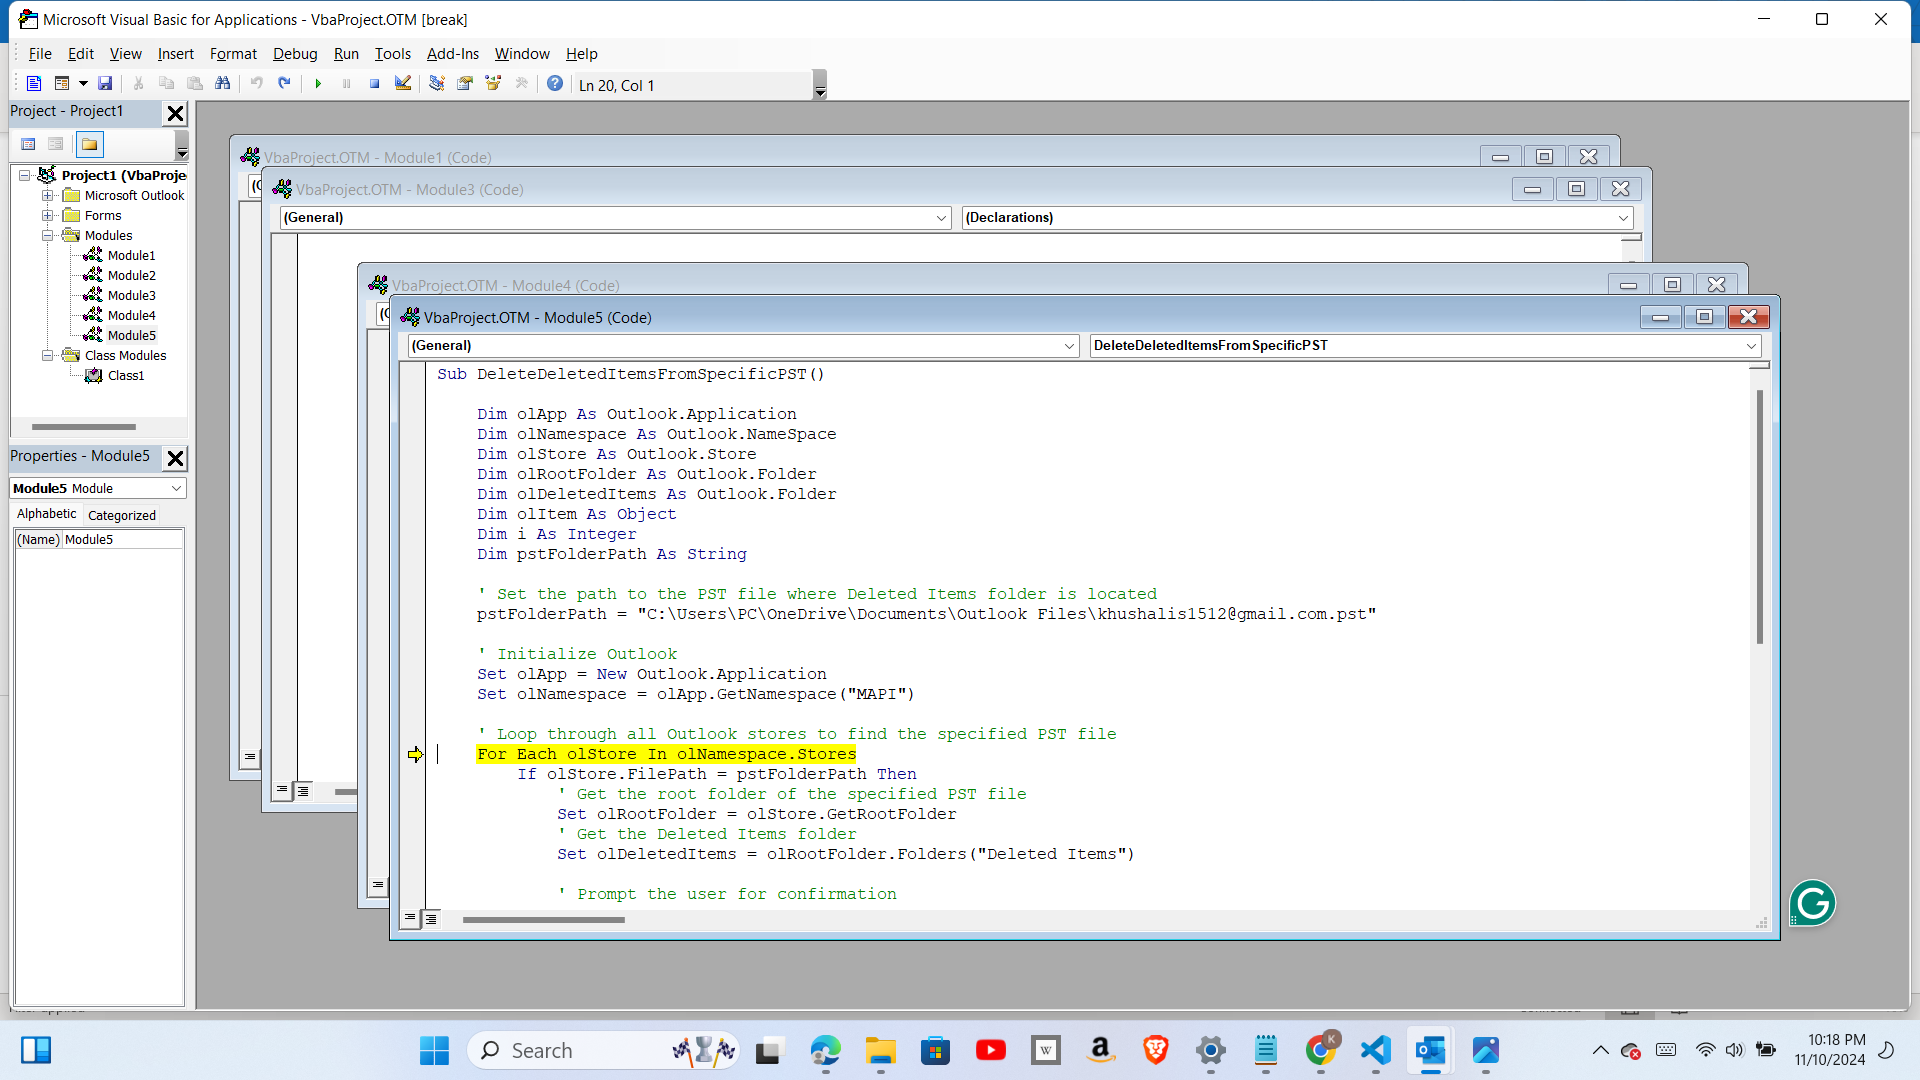 Microsoft Visual Basic for Applications - VbaProject.OTM [break]
File Edit View Insert Format Debug Run Tools Add-Ins Window Help
Ln 20, Col 1
Project - Project1
Project1 (VbaProje
Microsoft Outlook
Forms
Modules
Module1
Module2
Module3
Module4
Module5
Class Modules
Class1
Properties - Module5
Module5 Module
Alphabetic Categorized
(Name) Module5
VbaProject.OTM - Module1 (Code)
VbaProject.OTM - Module3 (Code)
(General) (Declarations)
VbaProject.OTM - Module4 (Code)
VbaProject.OTM - Module5 (Code)
(General) DeleteDeletedItemsFromSpecificPST
Sub DeleteDeletedItemsFromSpecificPST()
Dim olApp As Outlook.Application
Dim olNamespace As Outlook.NameSpace
Dim olStore As Outlook.Store
Dim olRootFolder As Outlook.Folder
Dim olDeletedItems As Outlook.Folder
Dim olItem As Object
Dim i As Integer
Dim pstFolderPath As String
' Set the path to the PST file where Deleted Items folder is located
pstFolderPath = "C:\Users\PC\OneDrive\Documents\Outlook Files\khushalis1512@gmail.com.pst"
' Initialize Outlook
Set olApp = New Outlook.Application
Set olNamespace = olApp.GetNamespace("MAPI")
' Loop through all Outlook stores to find the specified PST file
For Each olStore In olNamespace.Stores
If olStore.FilePath = pstFolderPath Then
' Get the root folder of the specified PST file
Set olRootFolder = olStore.GetRootFolder
' Get the Deleted Items folder
Set olDeletedItems = olRootFolder.Folders("Deleted Items")
' Prompt the user for confirmation
Search
10:18 PM
11/10/2024